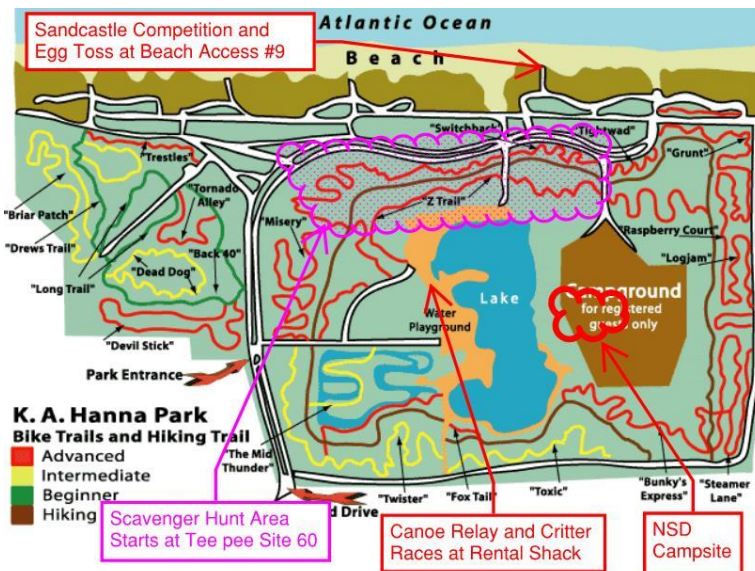 Atlantic Ocean
Sandcastle Competition and
Egg Toss at Beach Access #9
Beach
"Switchback"
"Tightwad"
"Trestles"
"Grunt"
"Tornado
Alley"
"Briar Patch"
"Misery"
"Z Trail"
"Drews Trail"
"Back 40"
"Raspberry Court"
"Dead Dog"
"Logjam"
"Long Trail"
Lake
Campground
for registered
guests only
Water
Playground
"Devil Stick"
Park Entrance
K. A. Hanna Park
Bike Trails and Hiking Trail
Advanced
Intermediate
Beginner
Hiking
"The Mid
Thunder"
"Twister"
"Fox Tail"
"Toxic"
"Bunky's
Express"
"Steamer
Lane"
d Drive
Scavenger Hunt Area
Starts at Tee pee Site 60
Canoe Relay and Critter
Races at Rental Shack
NSD
Campsite